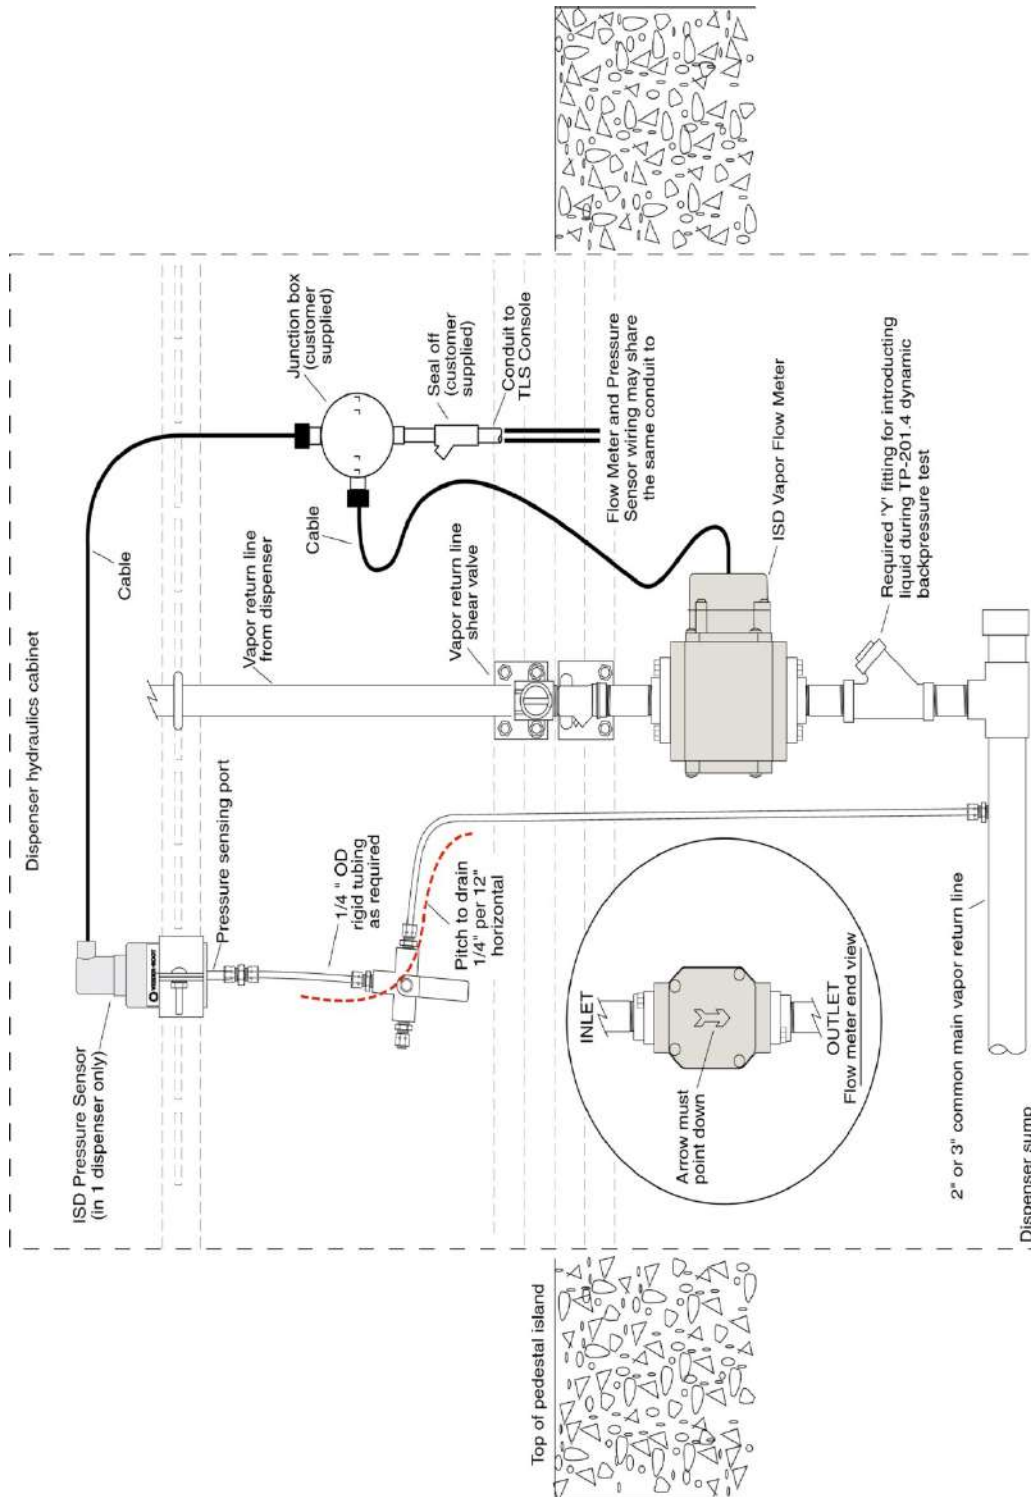 Dispenser hydraulics cabinet
ISD Pressure Sensor
(in 1 dispenser only)
VEEDER-ROOT
Pressure sensing port
Cable
Vapor return line
from dispenser
Junction box
(customer
supplied)
1/4 " OD
rigid tubing
as required
Cable
Seal off
(customer
supplied)
Pitch to drain
1/4" per 12"
horizontal
Vapor return line
shear valve
Conduit to
TLS Console
Top of pedestal island
Flow Meter and Pressure
Sensor wiring may share
the same conduit to
INLET
Arrow must
point down
OUTLET
Flow meter end view
ISD Vapor Flow Meter
Required 'Y' fitting for introducting
liquid during TP-201.4 dynamic
backpressure test
2" or 3" common main vapor return line
Dispenser sump